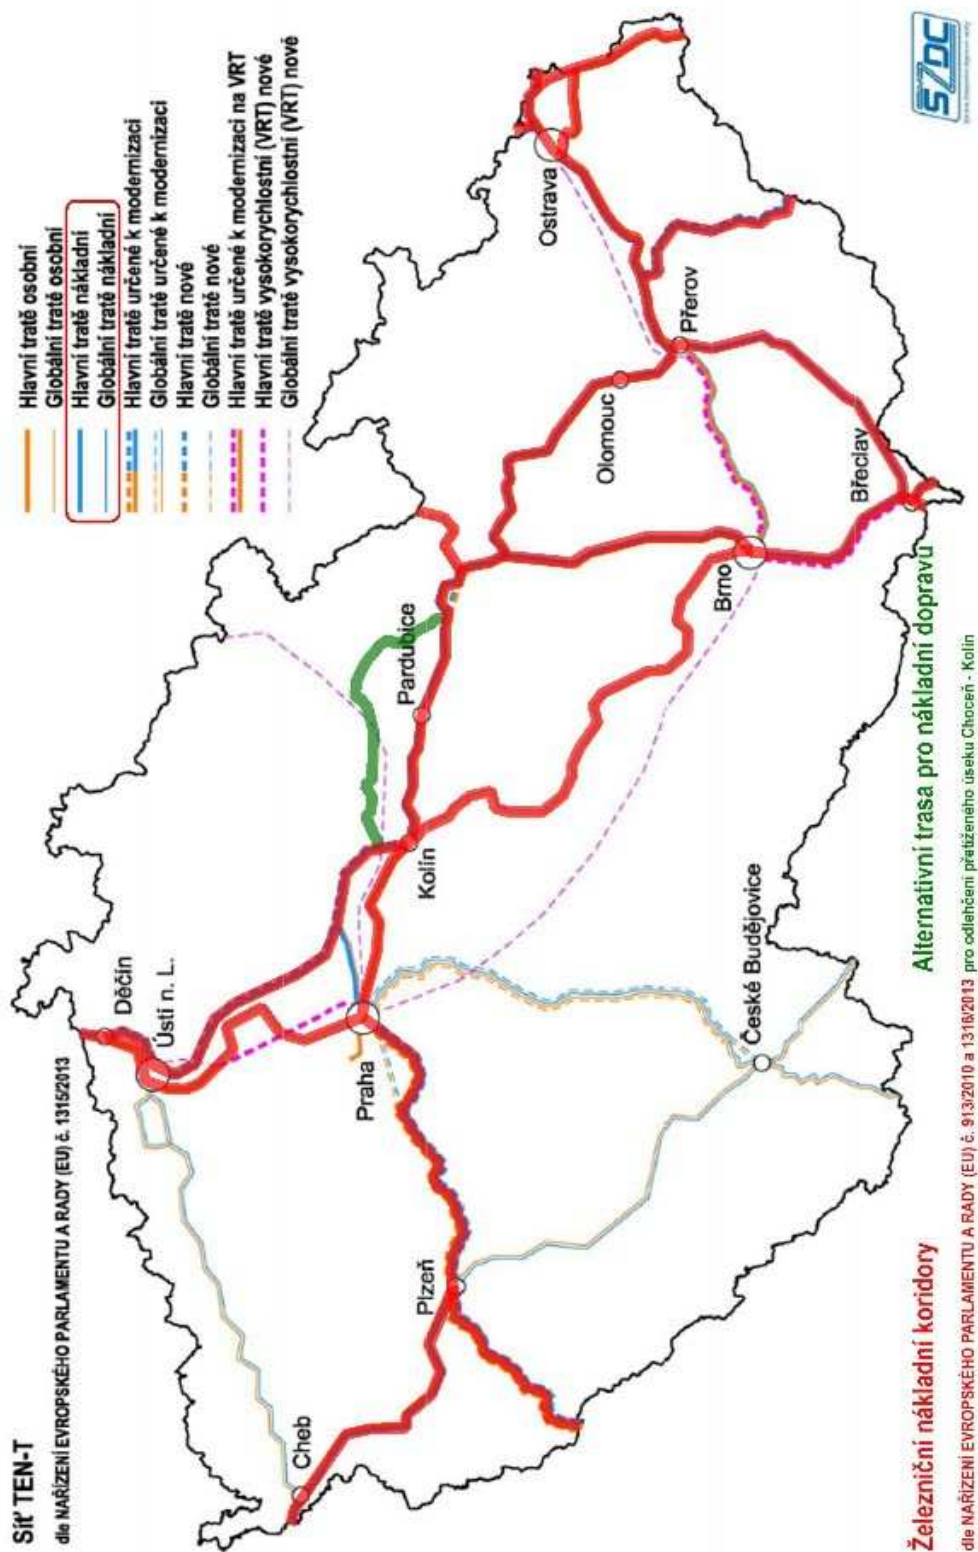 Síť TEN-T
dle NAŘÍZENÍ EVROPSKÉHO PARLAMENTU A RADY (EU) č. 1315/2013
Hlavní tratě osobní
Globální tratě osobní
Hlavní tratě nákladní
Globální tratě nákladní
Hlavní tratě určené k modernizaci
Globální tratě určené k modernizaci
Hlavní tratě nové
Globální tratě nové
Hlavní tratě určené k modernizaci na VRT
Hlavní tratě vysokorychlostní (VRT) nové
Globální tratě vysokorychlostní (VRT) nové
Děčín
Ústí n. L.
Cheb
Praha
Kolín
Pardubice
Plzeň
Ostrava
Olomouc
Přerov
Brno
České Budějovice
Břeclav
Železniční nákladní koridory
dle NAŘÍZENÍ EVROPSKÉHO PARLAMENTU A RADY (EU) č. 913/2010 a 1316/2013
Alternativní trasa pro nákladní dopravu
pro odlehčení přetíženého úseku Choceň - Kolín
SŽDC